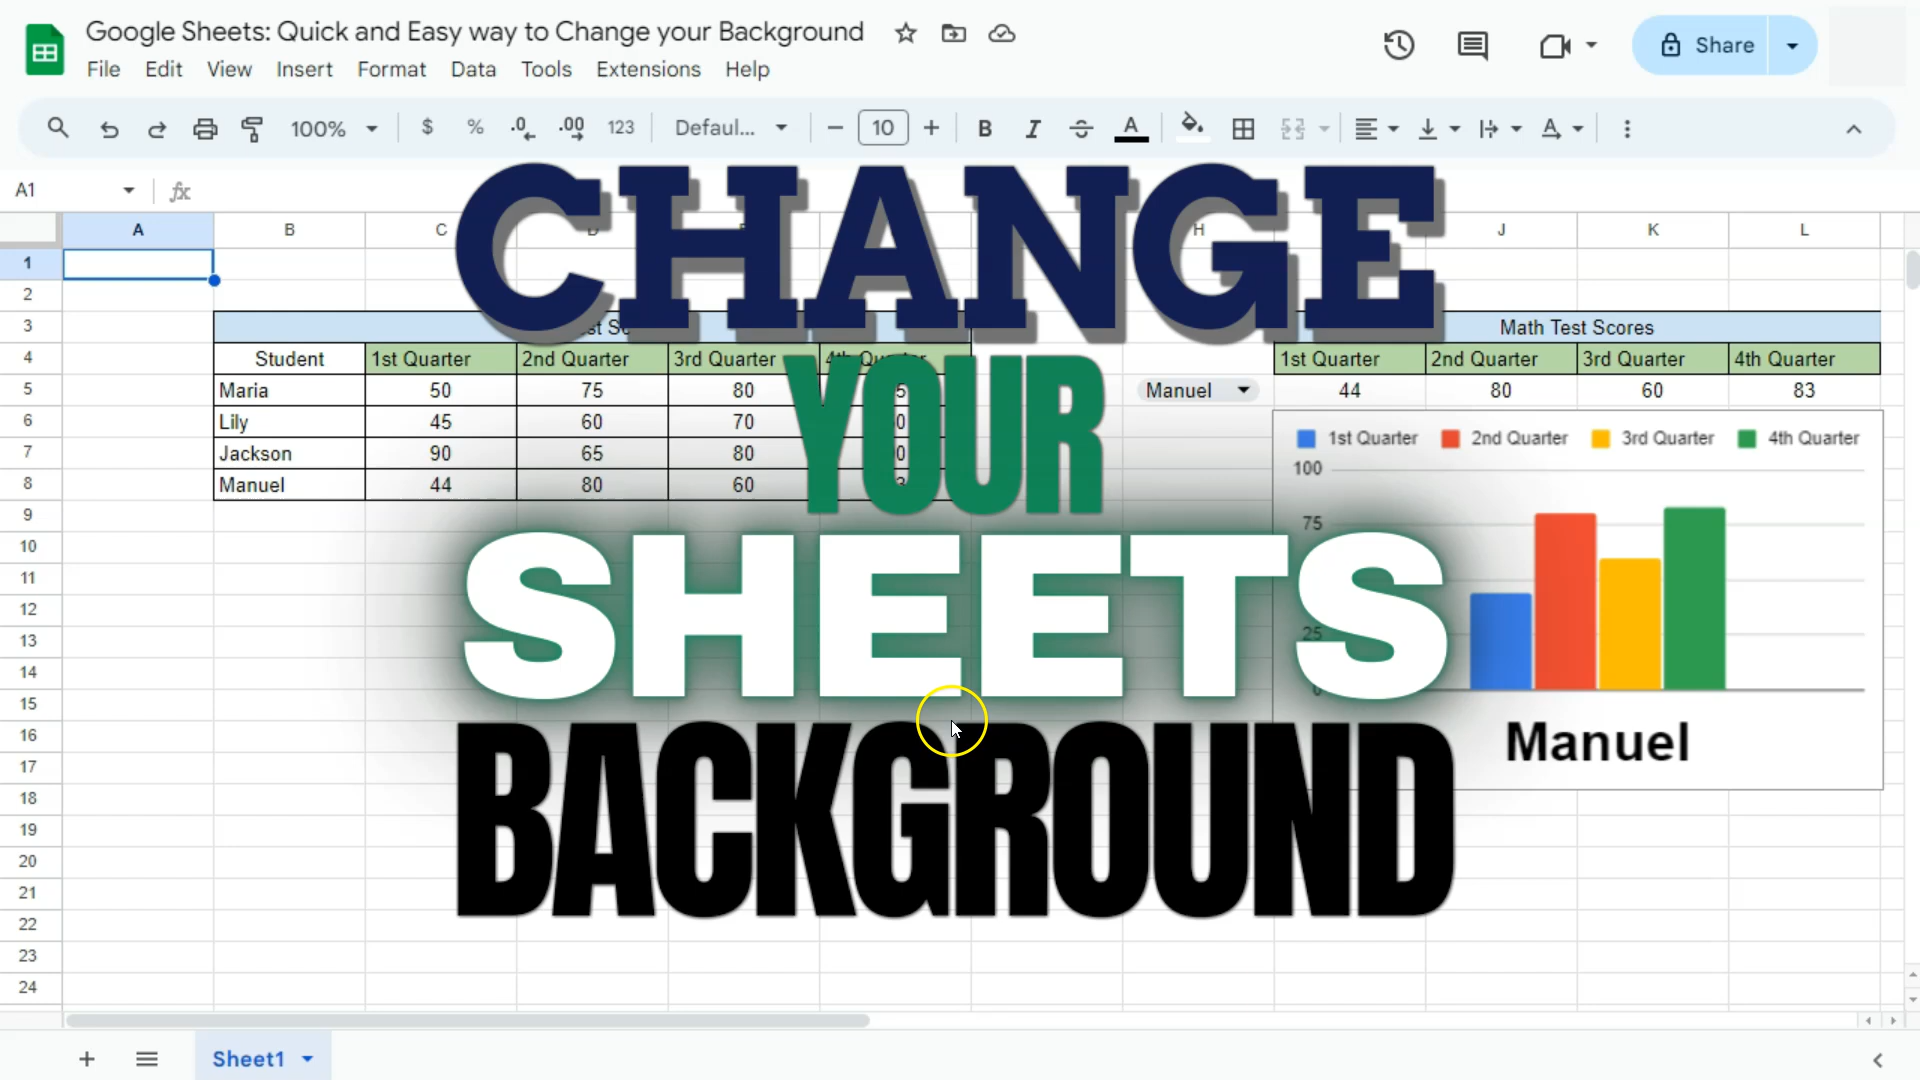 Google Sheets: Quick and Easy way to Change your Background
File Edit View Insert Format Data Tools Extensions Help
Share
100% $ % .0 .00 123 Defaul... 10 B I A A
A1 fx
CHANGE
YOUR
SHEETS
BACKGROUND
A B C D H J K L
1
2
3 Math Test Scores
4 Student 1st Quarter 2nd Quarter 3rd Quarter 4th Quarter 1st Quarter 2nd Quarter 3rd Quarter 4th Quarter
5 Maria 50 75 80 Manuel 44 80 60 83
6 Lily 45 60 70
7 Jackson 90 65 80
8 Manuel 44 80 60
9
10
11
12
13
14
15
16
17
18
19
20
21
22
23
24
1st Quarter 2nd Quarter 3rd Quarter 4th Quarter
100
75
25
0
Manuel
Sheet1